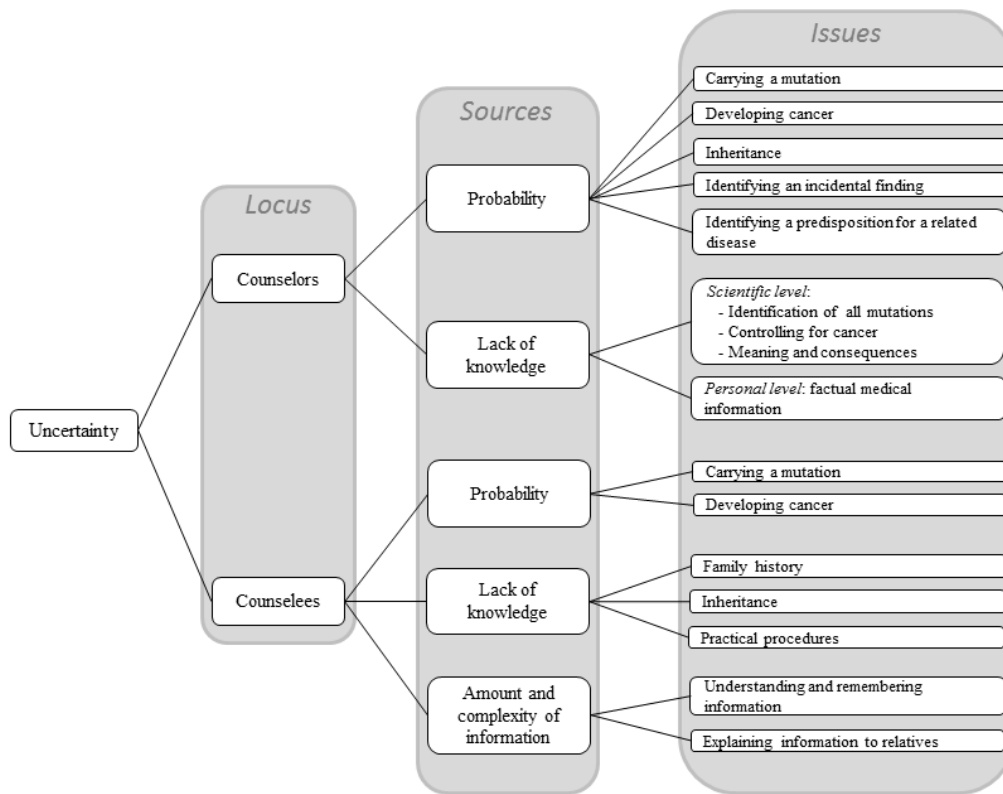 Issues
Sources
Locus
Uncertainty
Counselors
Probability
Carrying a mutation
Developing cancer
Inheritance
Identifying an incidental finding
Identifying a predisposition for a related
disease
Lack of
knowledge
Scientific level:
- Identification of all mutations
- Controlling for cancer
- Meaning and consequences
Personal level: factual medical
information
Counselees
Probability
Carrying a mutation
Developing cancer
Lack of
knowledge
Family history
Inheritance
Practical procedures
Amount and
complexity of
information
Understanding and remembering
information
Explaining information to relatives